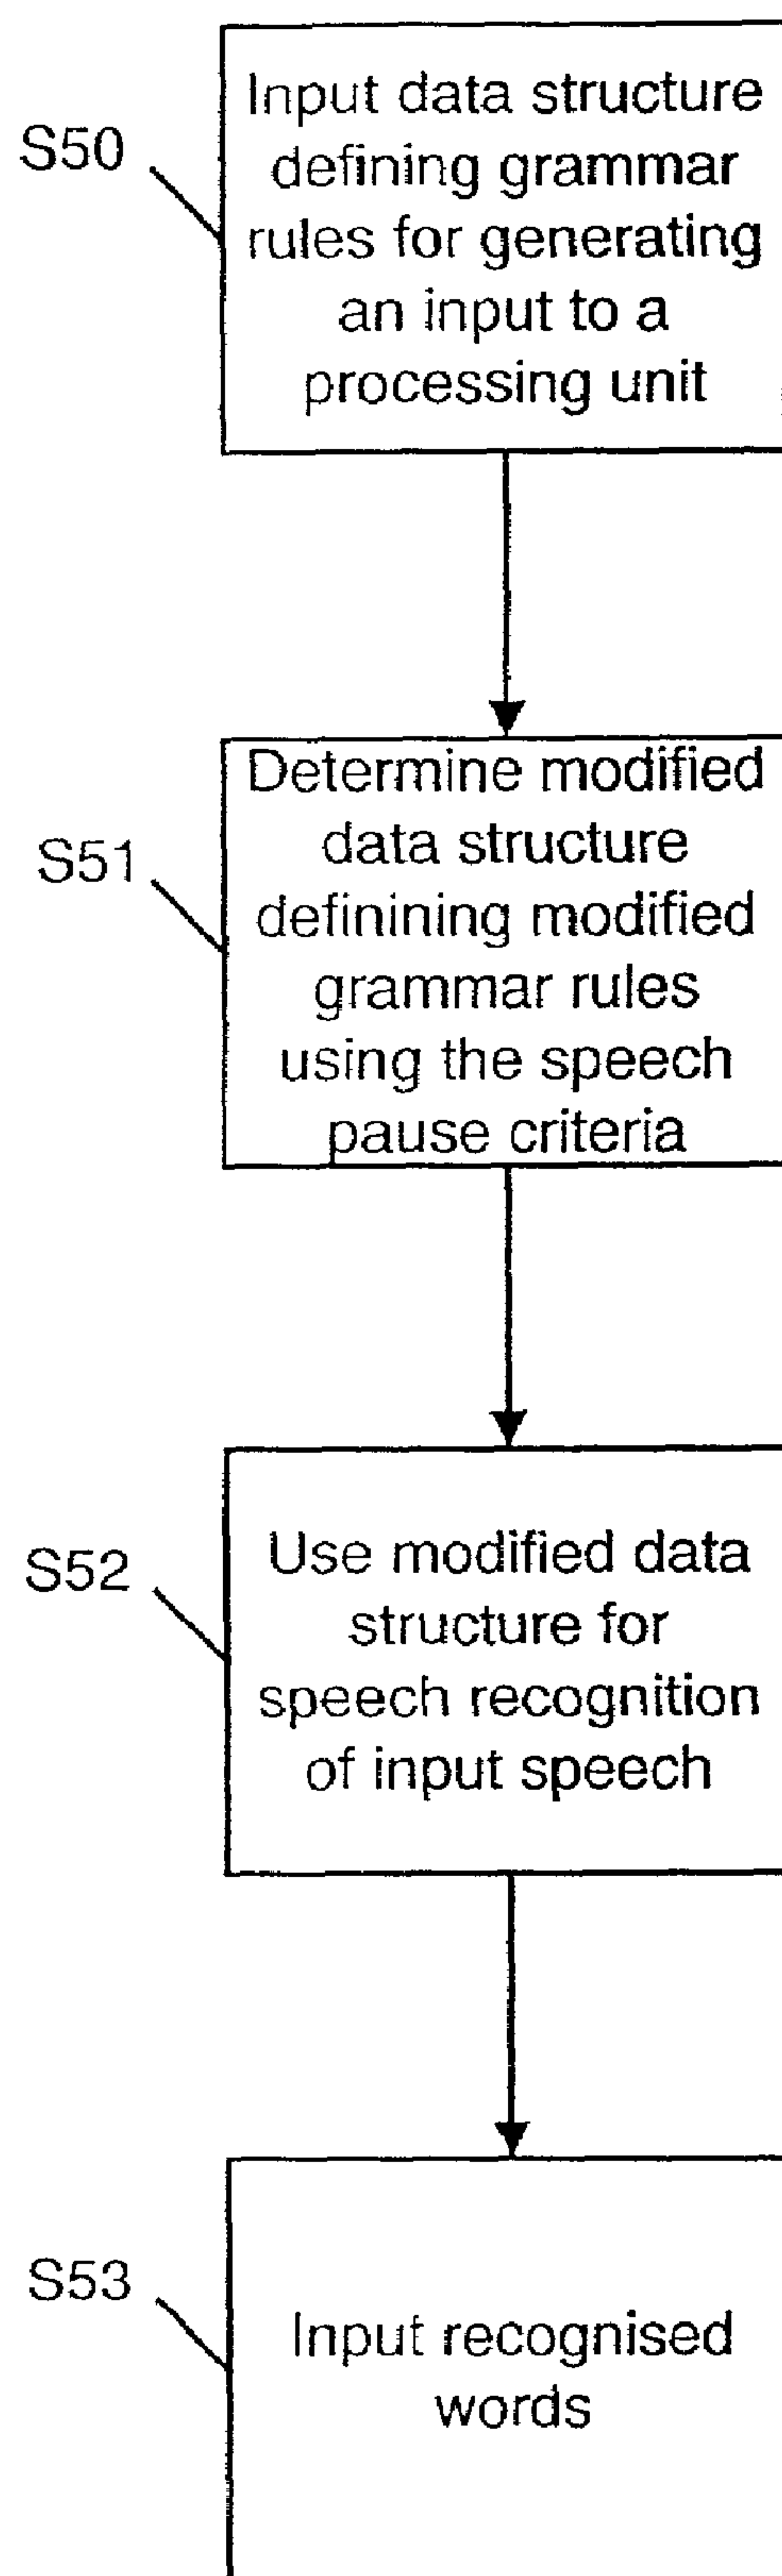 Input data structure
S50
defining grammar
rules for generating
an input to a
processing unit
Determine modified
data structure
S51
definining modified
grammar rules
using the speech
pause criteria
Use modified data
S52
structure for
speech recognition
of input speech
S53
Input recognised
words